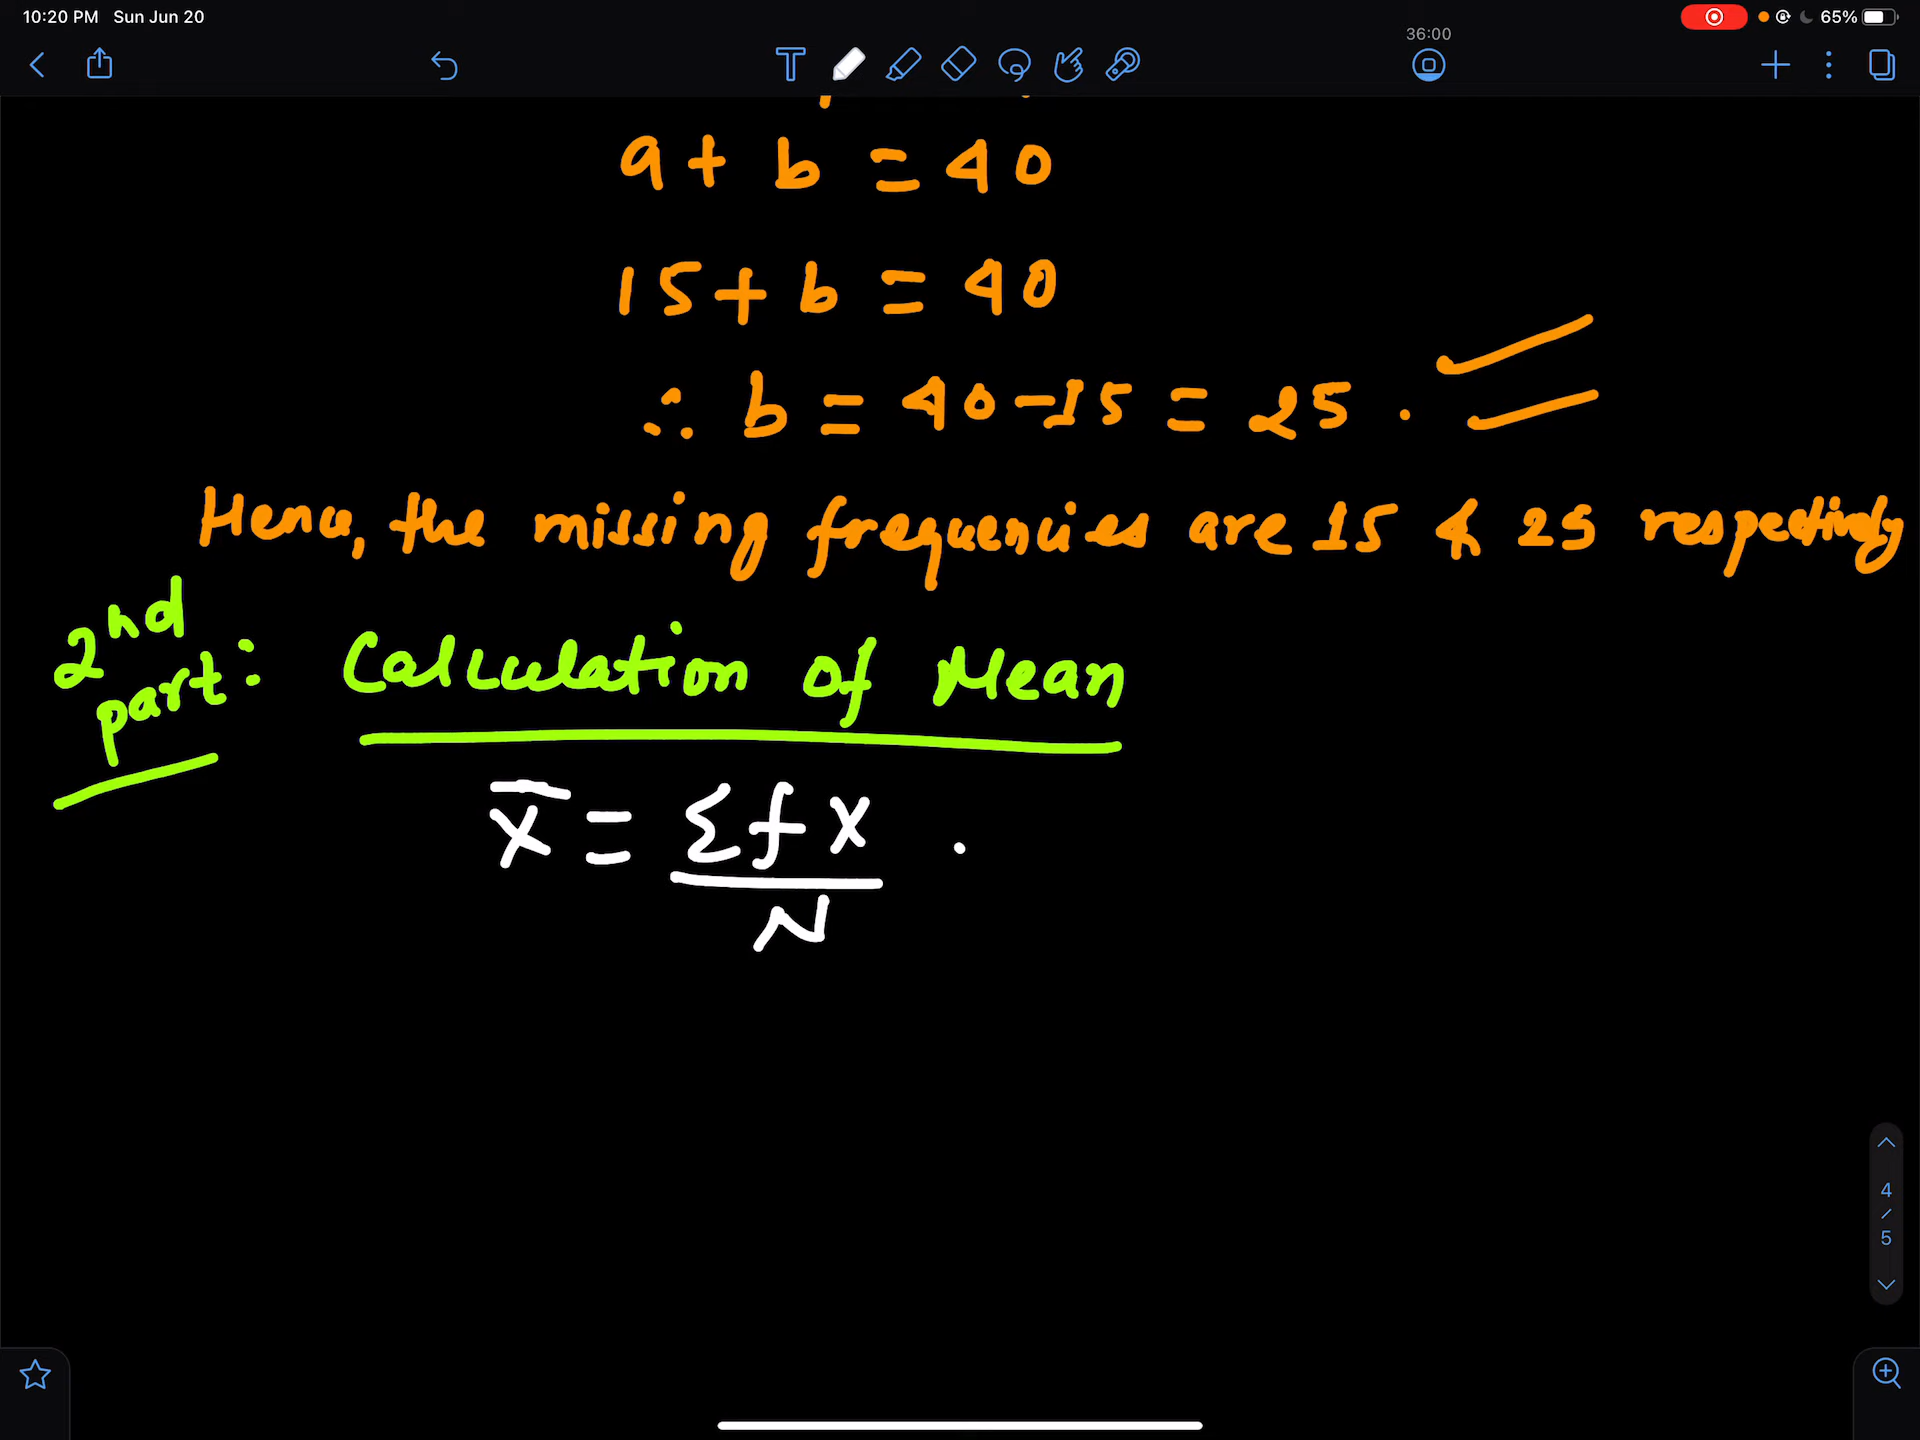 10:20 PM Sun Jun 20
65%
36:00
a + b = 40
15 + b = 40
∴ b = 40 - 15 = 25 .
Hence, the missing frequencies are 15 & 25 respectively
2nd part: Calculation of Mean
x̄ = Σfx .
N
4
/
5